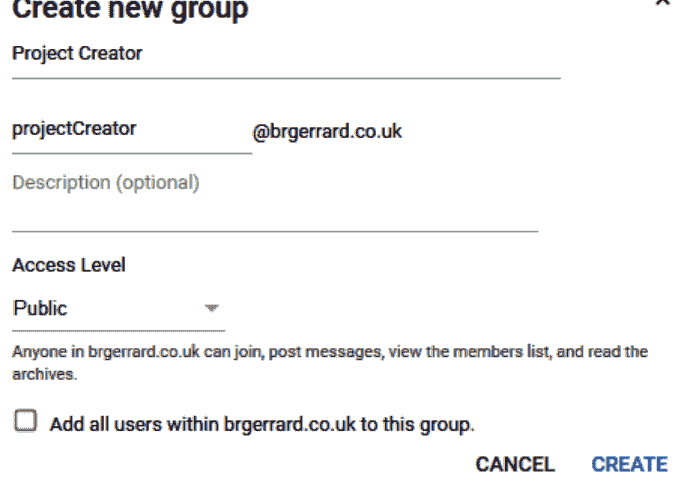 Create new group
Project Creator
projectCreator @brgerrard.co.uk
Description (optional)
Access Level
Public
Anyone in brgerrard.co.uk can join, post messages, view the members list, and read the
archives.
Add all users within brgerrard.co.uk to this group.
CANCEL CREATE